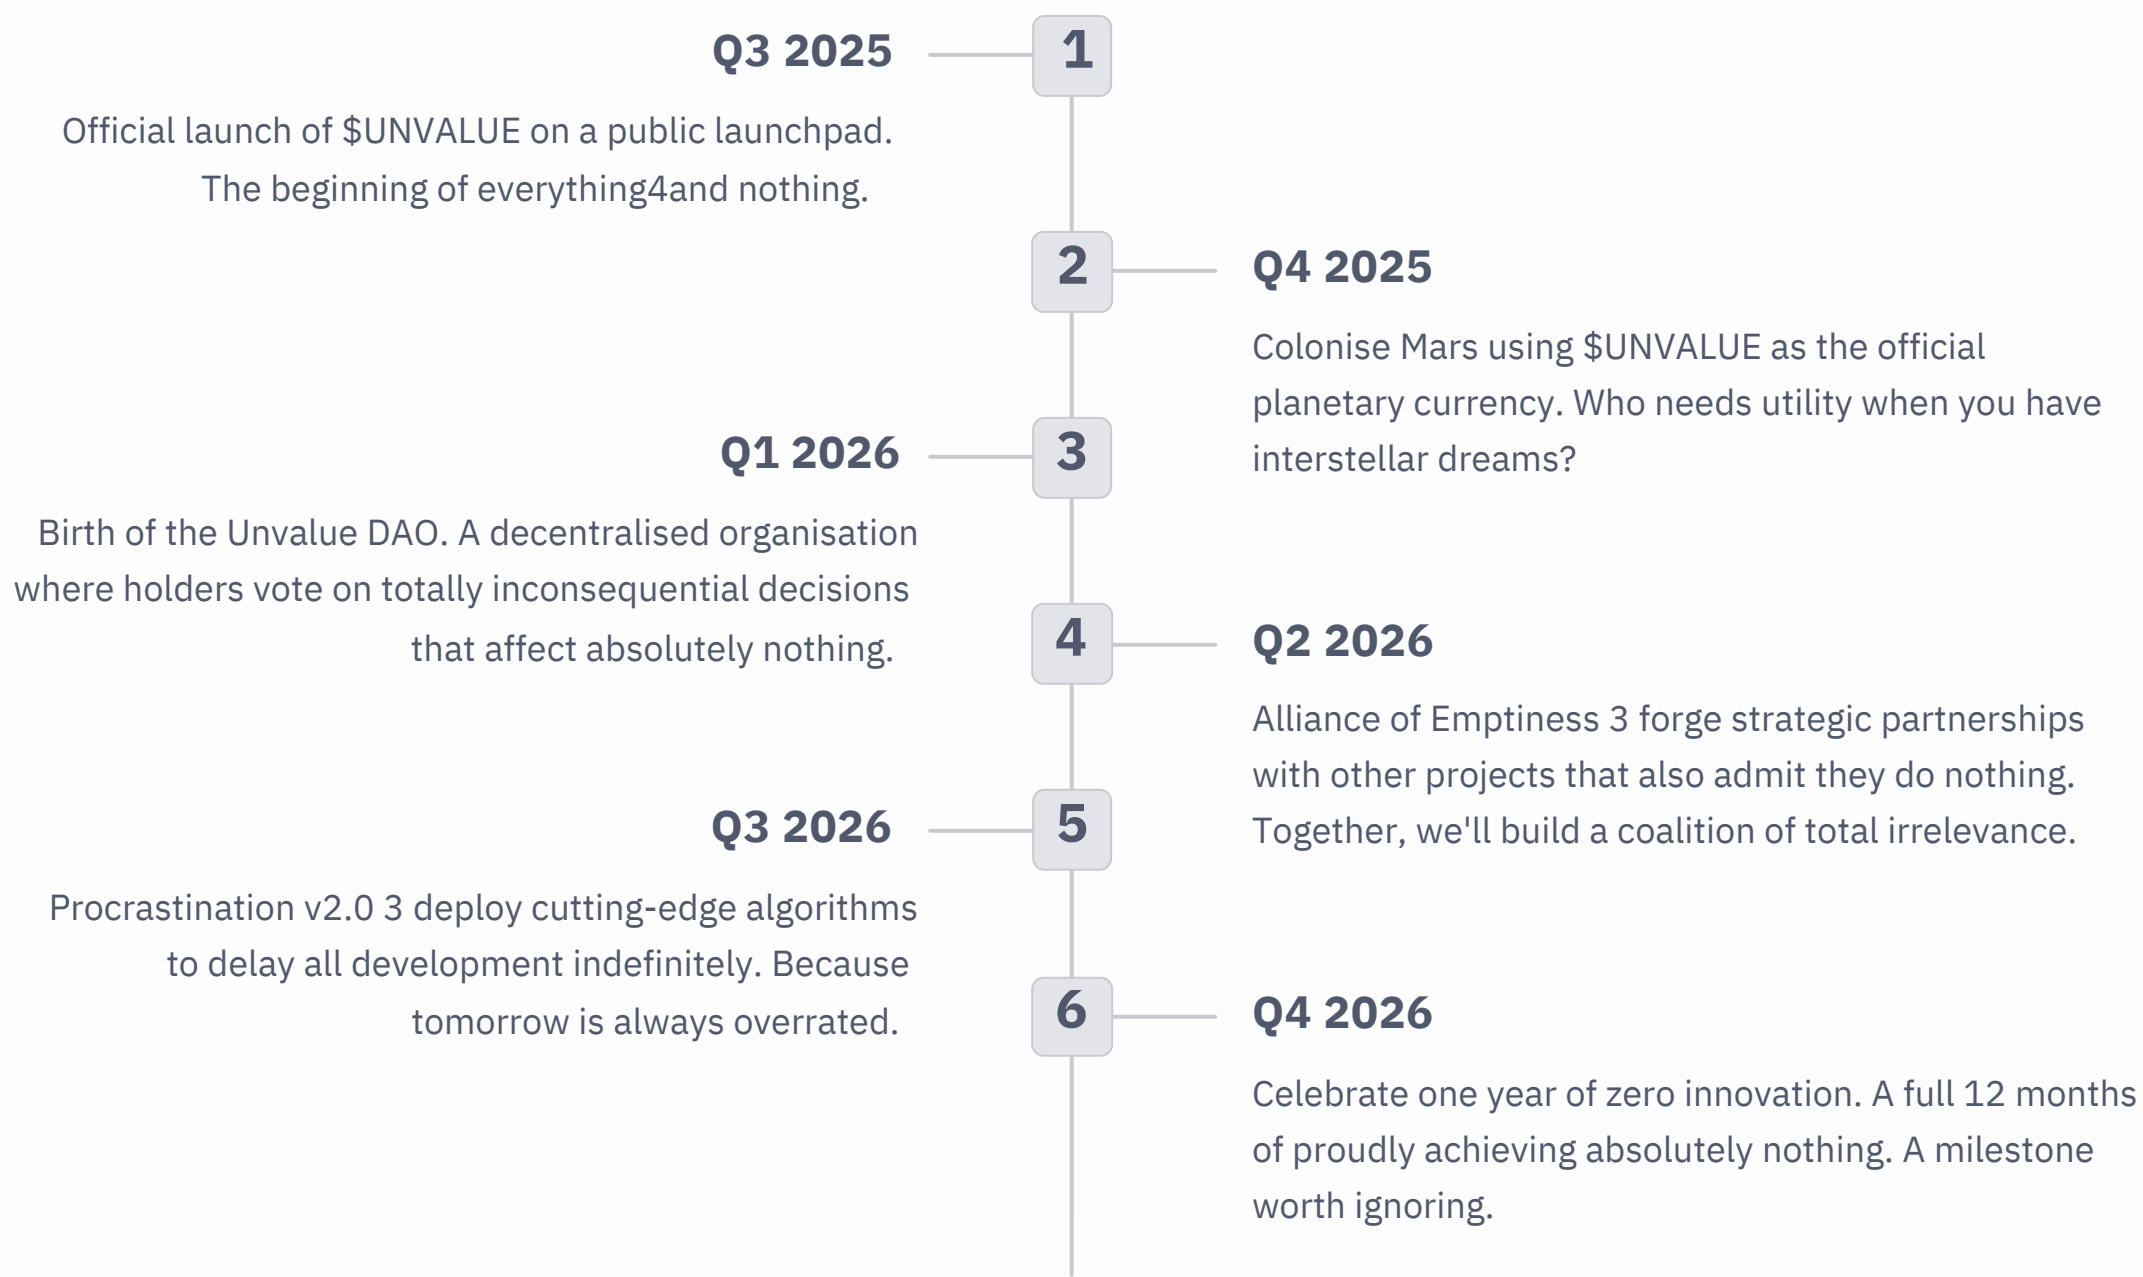 1
Q3 2025
Official launch of $UNVALUE on a public launchpad.
The beginning of everything4and nothing.
2
Q4 2025
Colonise Mars using $UNVALUE as the official
planetary currency. Who needs utility when you have
interstellar dreams?
3
Q1 2026
Birth of the Unvalue DAO. A decentralised organisation
where holders vote on totally inconsequential decisions
that affect absolutely nothing.
4
Q2 2026
Alliance of Emptiness 3 forge strategic partnerships
with other projects that also admit they do nothing.
Together, we'll build a coalition of total irrelevance.
5
Q3 2026
Procrastination v2.0 3 deploy cutting-edge algorithms
to delay all development indefinitely. Because
tomorrow is always overrated.
6
Q4 2026
Celebrate one year of zero innovation. A full 12 months
of proudly achieving absolutely nothing. A milestone
worth ignoring.